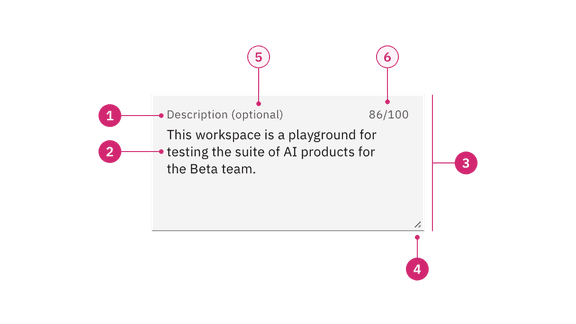 5 6
1 Description (optional) 86/100
This workspace is a playground for
2 testing the suite of AI products for
the Beta team. 3
4